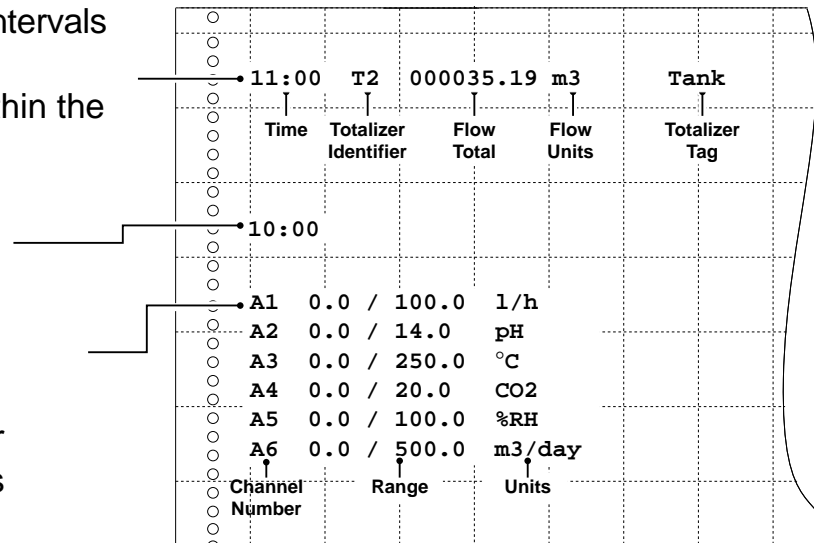 ntervals
11:00 T2 000035.19 m3 Tank
hin the
Time Totalizer Identifier Flow Total Flow Units Totalizer Tag
10:00
A1 0.0 / 100.0 l/h
A2 0.0 / 14.0 pH
A3 0.0 / 250.0 °C
A4 0.0 / 20.0 CO2
A5 0.0 / 100.0 %RH
A6 0.0 / 500.0 m3/day
s
Channel Number Range Units